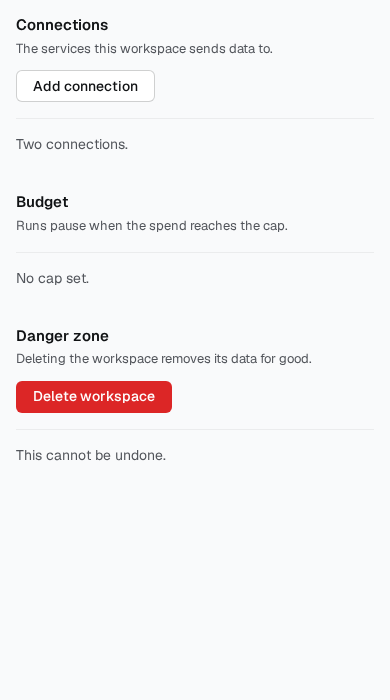 Connections
The services this workspace sends data to.
Add connection
Two connections.
Budget
Runs pause when the spend reaches the cap.
No cap set.
Danger zone
Deleting the workspace removes its data for good.
Delete workspace
This cannot be undone.